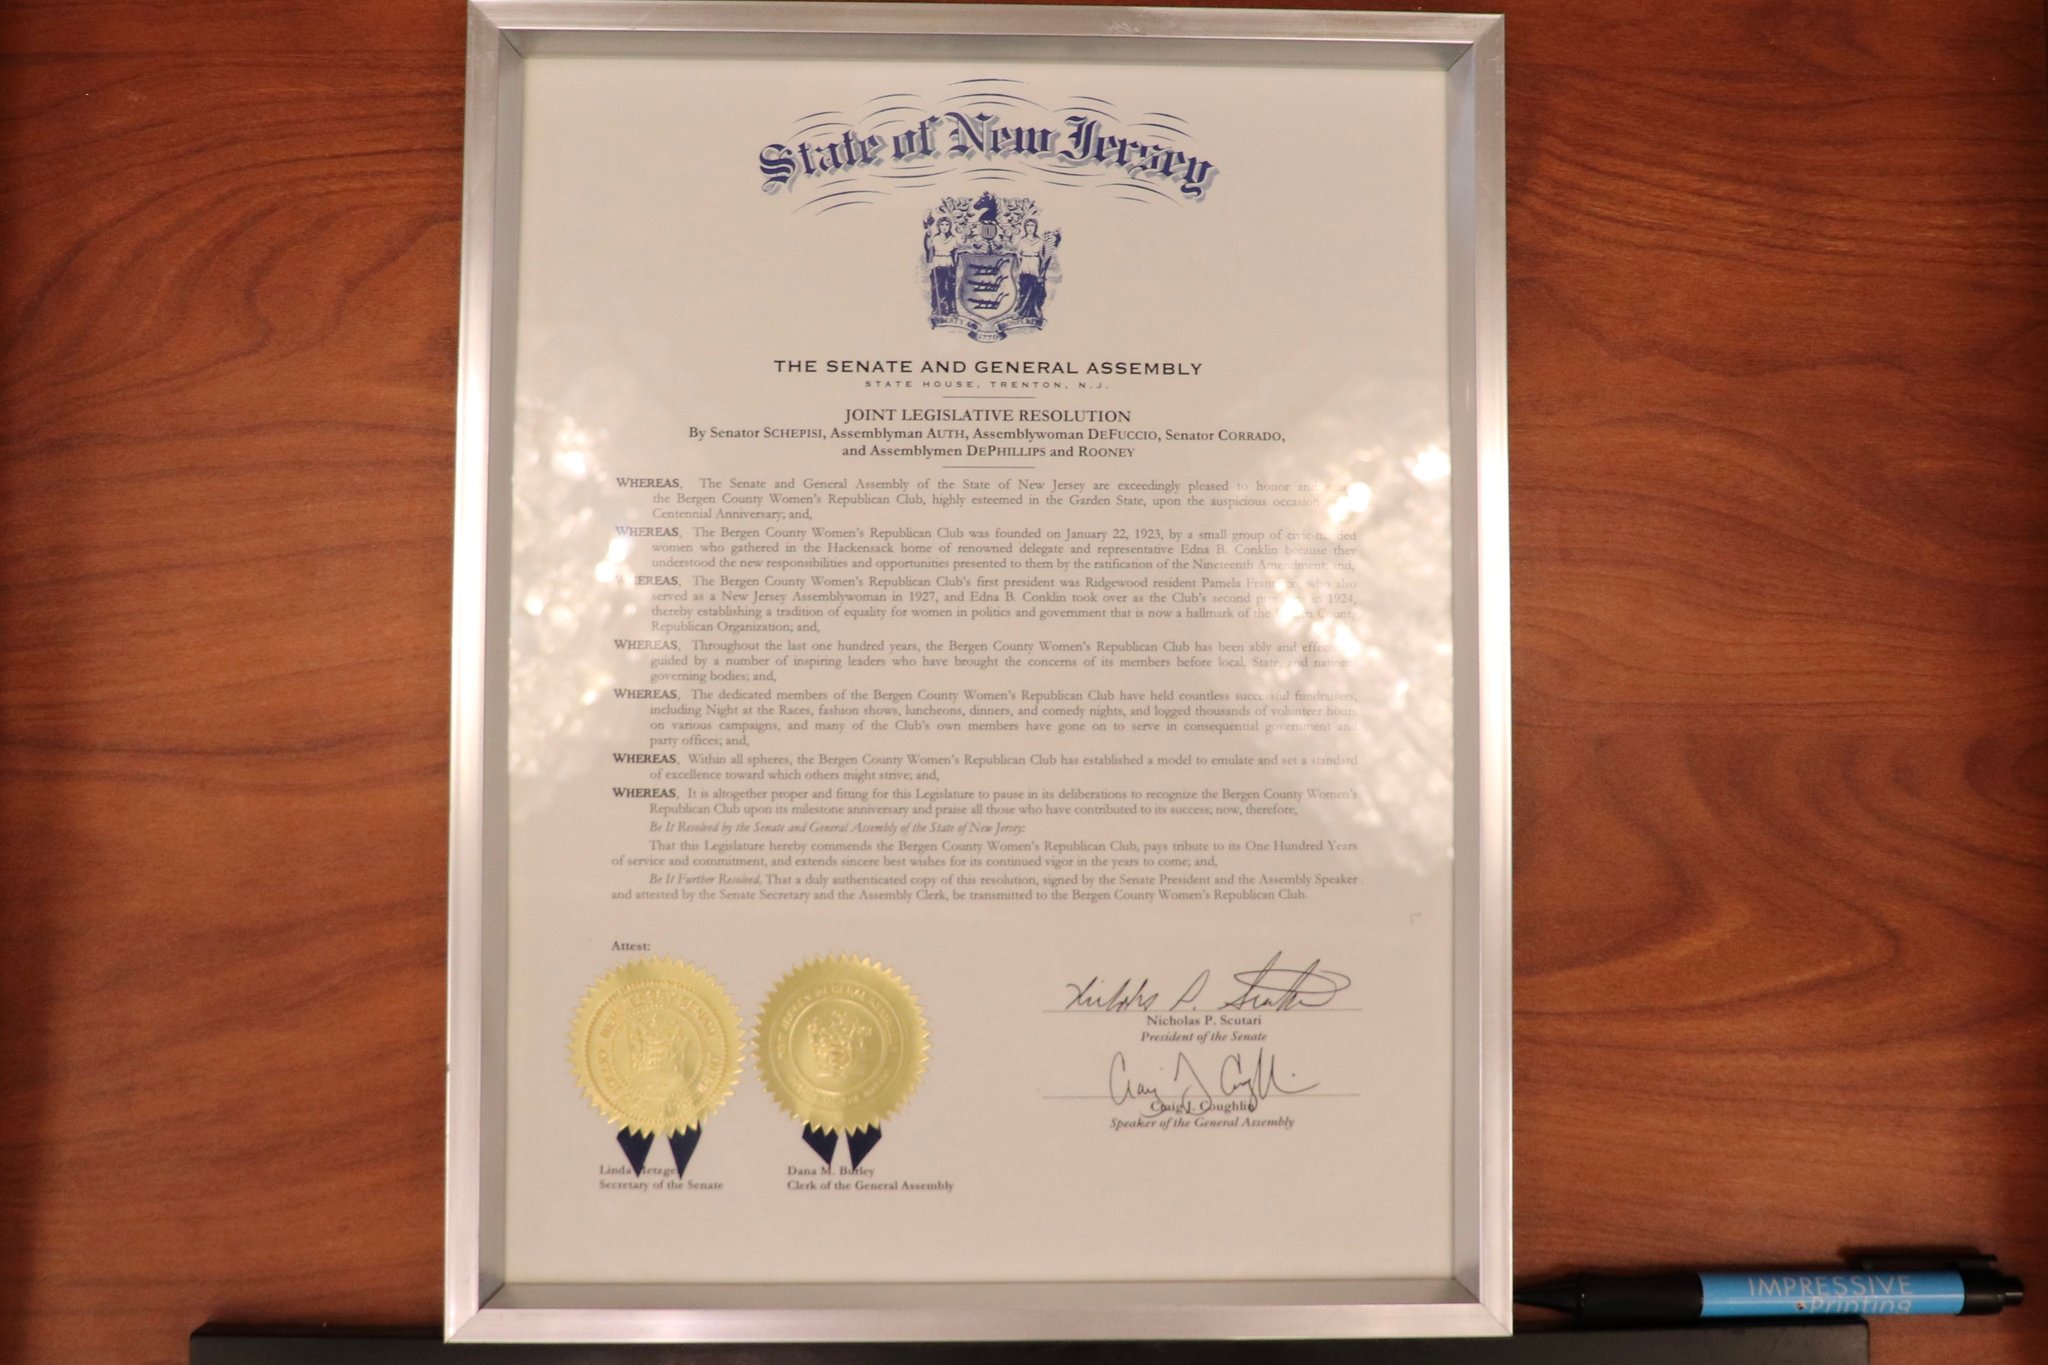 State of New Jersey
LIBERTY AND PROSPERITY
1776
THE SENATE AND GENERAL ASSEMBLY
STATE HOUSE, TRENTON, N.J.
JOINT LEGISLATIVE RESOLUTION
By Senator SCHEPISI, Assemblyman AUTH, Assemblywoman DEFUCCIO, Senator CORRADO,
and Assemblymen DEPHILLIPS and ROONEY
WHEREAS, The Senate and General Assembly of the State of New Jersey are exceedingly pleased to honor and
the Bergen County Women's Republican Club, highly esteemed in the Garden State, upon the auspicious occasion
Centennial Anniversary; and,
WHEREAS, The Bergen County Women's Republican Club was founded on January 22, 1923, by a small group of civic-minded
women who gathered in the Hackensack home of renowned delegate and representative Edna B. Conklin because they
understood the new responsibilities and opportunities presented to them by the ratification of the Nineteenth Amendment; and,
WHEREAS, The Bergen County Women's Republican Club's first president was Ridgewood resident Pamela who also
served as a New Jersey Assemblywoman in 1927, and Edna B. Conklin took over as the Club's second president in 1924,
thereby establishing a tradition of equality for women in politics and government that is now a hallmark of the Bergen County
Republican Organization; and,
WHEREAS, Throughout the last one hundred years, the Bergen County Women's Republican Club has been ably and
guided by a number of inspiring leaders who have brought the concerns of its members before local, State, and national
governing bodies; and,
WHEREAS, The dedicated members of the Bergen County Women's Republican Club have held countless successful fundraisers,
including Night at the Races, fashion shows, luncheons, dinners, and comedy nights, and logged thousands of volunteer hours
on various campaigns, and many of the Club's own members have gone on to serve in consequential government and
party offices; and,
WHEREAS, Within all spheres, the Bergen County Women's Republican Club has established a model to emulate and set a standard
of excellence toward which others might strive; and,
WHEREAS, It is altogether proper and fitting for this Legislature to pause in its deliberations to recognize the Bergen County Women's
Republican Club upon its milestone anniversary and praise all those who have contributed to its success; now, therefore,
Be It Resolved by the Senate and General Assembly of the State of New Jersey:
That this Legislature hereby commends the Bergen County Women's Republican Club, pays tribute to its One Hundred Years
of service and commitment, and extends sincere best wishes for its continued vigor in the years to come; and,
Be It Further Resolved, That a duly authenticated copy of this resolution, signed by the Senate President and the Assembly Speaker
and attested by the Senate Secretary and the Assembly Clerk, be transmitted to the Bergen County Women's Republican Club.
Attest:
Nicholas P. Scutari
Nicholas P. Scutari
President of the Senate
Craig J. Coughlin
Craig J. Coughlin
Speaker of the General Assembly
Linda Metzger
Secretary of the Senate
Dana M. Burley
Clerk of the General Assembly
IMPRESSIVE
Printing